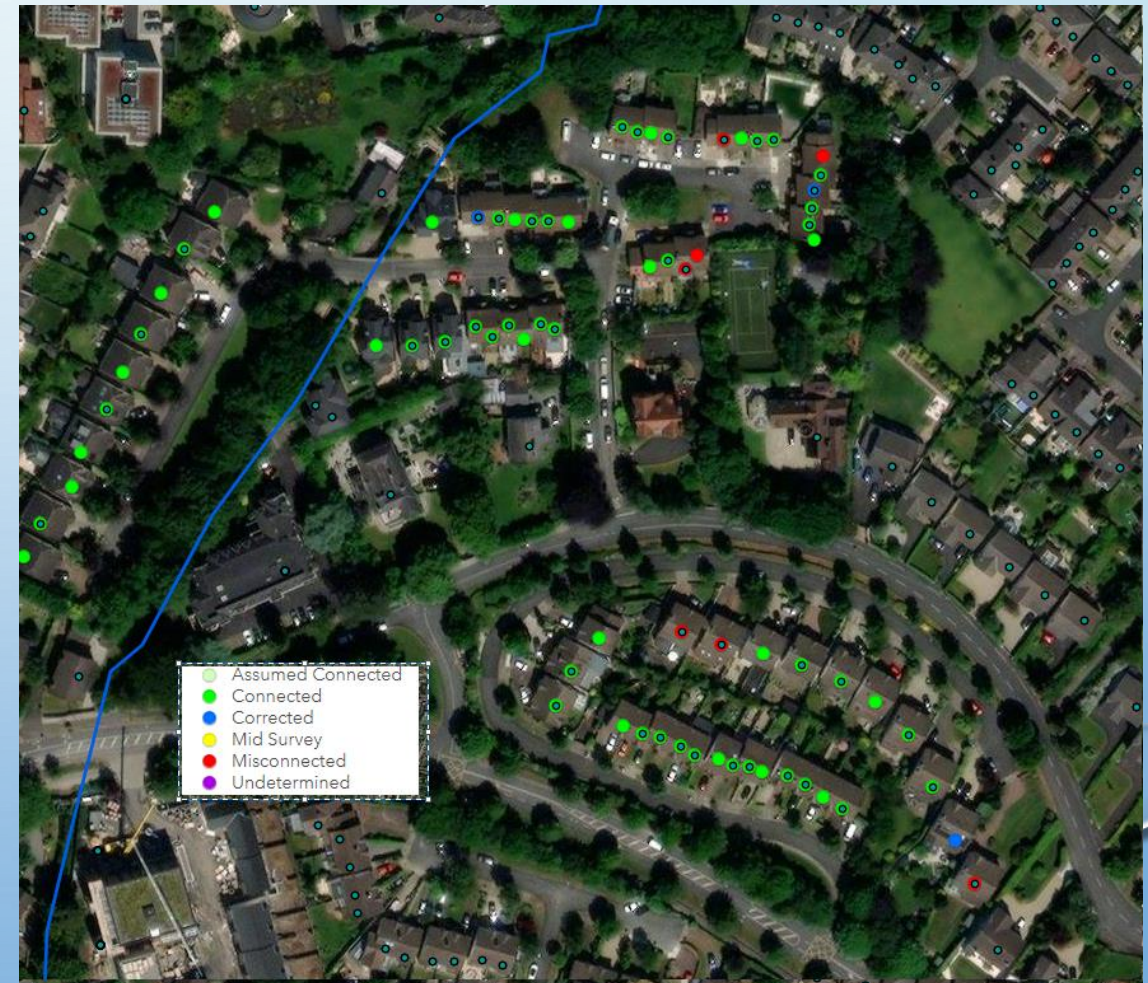 Assumed Connected
Connected
Corrected
Mid Survey
Misconnected
Undetermined